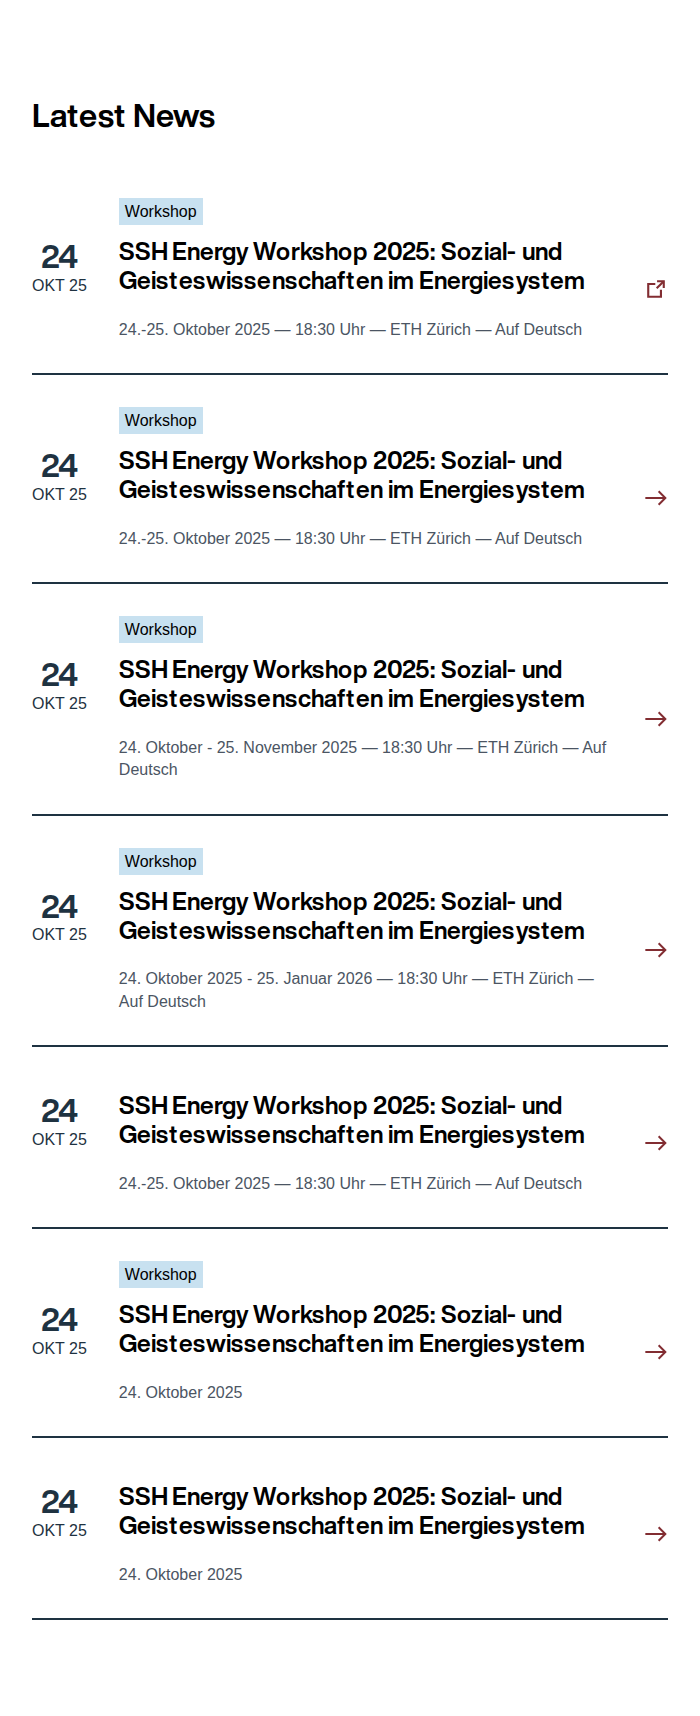 Latest News
Workshop
24
OKT 25
SSH Energy Workshop 2025: Sozial- und
Geisteswissenschaften im Energiesystem
24.-25. Oktober 2025 — 18:30 Uhr — ETH Zürich — Auf Deutsch
Workshop
24
OKT 25
SSH Energy Workshop 2025: Sozial- und
Geisteswissenschaften im Energiesystem
24.-25. Oktober 2025 — 18:30 Uhr — ETH Zürich — Auf Deutsch
Workshop
24
OKT 25
SSH Energy Workshop 2025: Sozial- und
Geisteswissenschaften im Energiesystem
24. Oktober - 25. November 2025 — 18:30 Uhr — ETH Zürich — Auf
Deutsch
Workshop
24
OKT 25
SSH Energy Workshop 2025: Sozial- und
Geisteswissenschaften im Energiesystem
24. Oktober 2025 - 25. Januar 2026 — 18:30 Uhr — ETH Zürich —
Auf Deutsch
24
OKT 25
SSH Energy Workshop 2025: Sozial- und
Geisteswissenschaften im Energiesystem
24.-25. Oktober 2025 — 18:30 Uhr — ETH Zürich — Auf Deutsch
Workshop
24
OKT 25
SSH Energy Workshop 2025: Sozial- und
Geisteswissenschaften im Energiesystem
24. Oktober 2025
24
OKT 25
SSH Energy Workshop 2025: Sozial- und
Geisteswissenschaften im Energiesystem
24. Oktober 2025